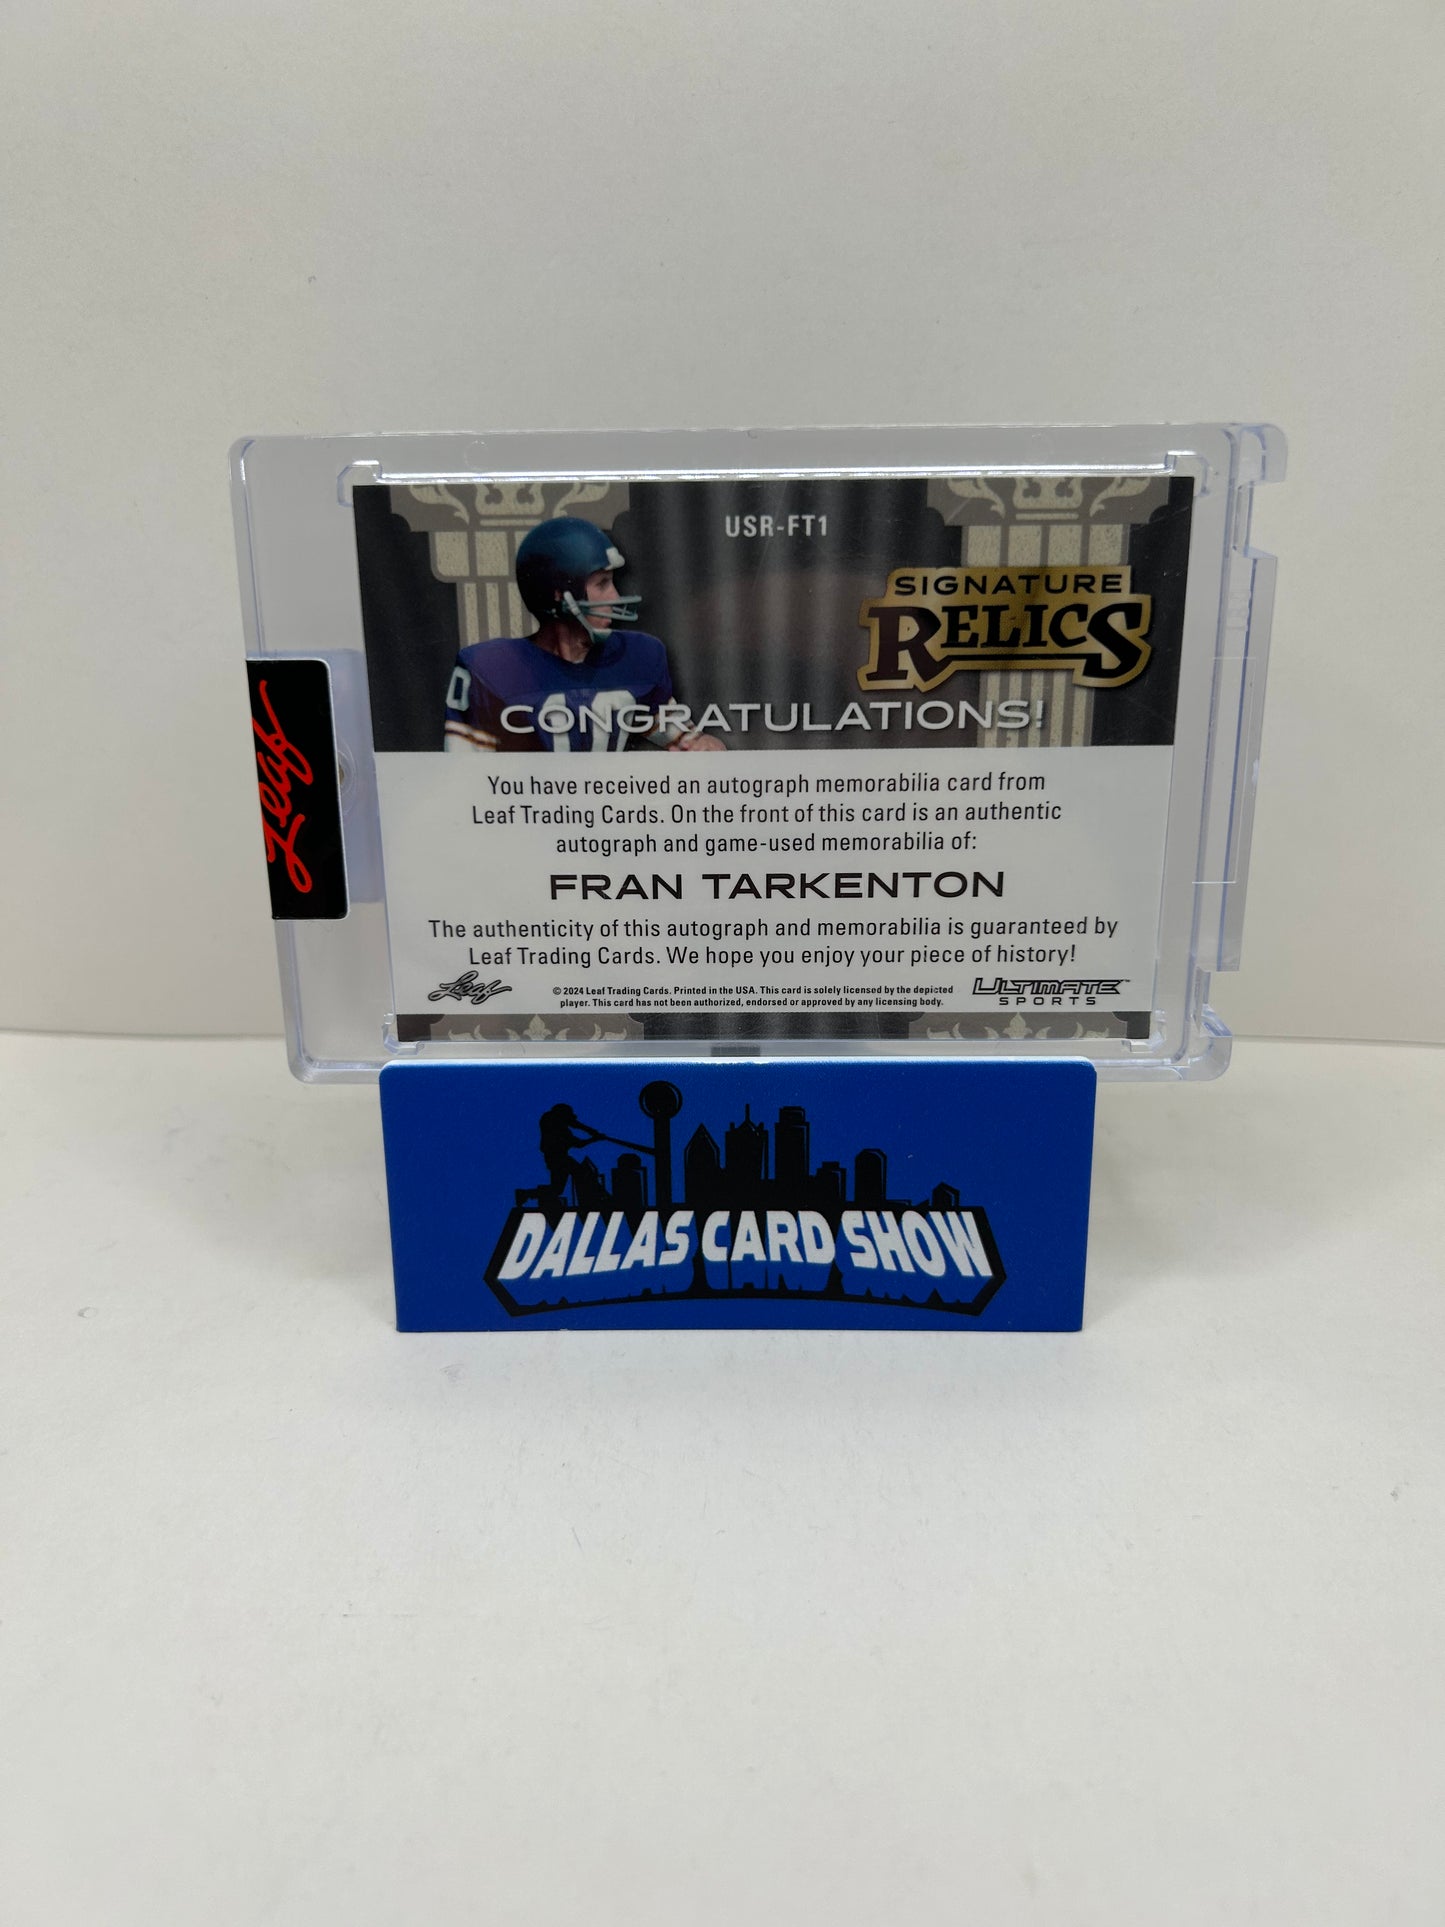 USR-FT1
SIGNATURE
RELICS
0
10
CONGRATULATIONS!
Leaf
You have received an autograph memorabilia card from
Leaf Trading Cards. On the front of this card is an authentic
autograph and game-used memorabilia of:
FRAN TARKENTON
The authenticity of this autograph and memorabilia is guaranteed by
Leaf Trading Cards. We hope you enjoy your piece of history!
Leaf
© 2024 Leaf Trading Cards. Printed in the USA. This card is solely licensed by the depicted
player. This card has not been authorized, endorsed or approved by any licensing body.
ULTIMATE
SPORTS
DALLAS CARD SHOW